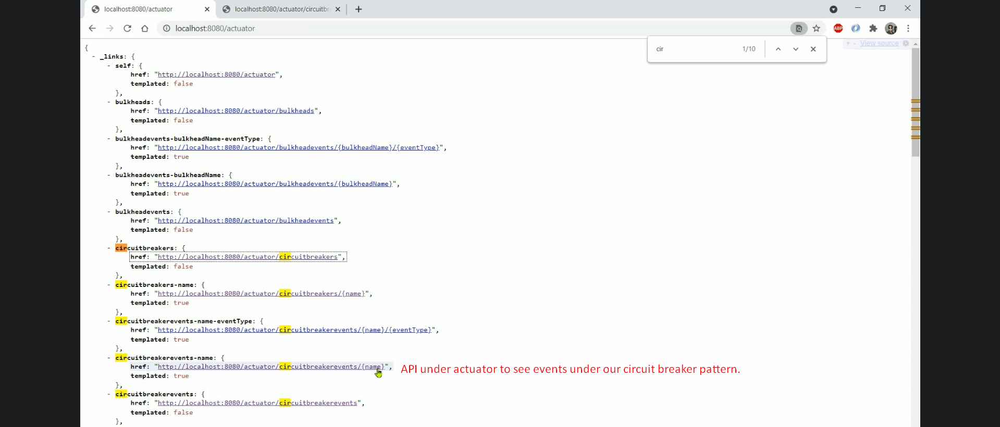 localhost:8080/actuator
localhost:8080/actuator/circuitbr
localhost:8080/actuator
ABP
cir 1/10
+ - View source
{
- _links: {
- self: {
href: "http://localhost:8080/actuator",
templated: false
},
- bulkheads: {
href: "http://localhost:8080/actuator/bulkheads",
templated: false
},
- bulkheadevents-bulkheadName-eventType: {
href: "http://localhost:8080/actuator/bulkheadevents/{bulkheadName}/{eventType}",
templated: true
},
- bulkheadevents-bulkheadName: {
href: "http://localhost:8080/actuator/bulkheadevents/{bulkheadName}",
templated: true
},
- bulkheadevents: {
href: "http://localhost:8080/actuator/bulkheadevents",
templated: false
},
- circuitbreakers: {
href: "http://localhost:8080/actuator/circuitbreakers",
templated: false
},
- circuitbreakers-name: {
href: "http://localhost:8080/actuator/circuitbreakers/{name}",
templated: true
},
- circuitbreakerevents-name-eventType: {
href: "http://localhost:8080/actuator/circuitbreakerevents/{name}/{eventType}",
templated: true
},
- circuitbreakerevents-name: {
href: "http://localhost:8080/actuator/circuitbreakerevents/{name}",
API under actuator to see events under our circuit breaker pattern.
templated: true
},
- circuitbreakerevents: {
href: "http://localhost:8080/actuator/circuitbreakerevents",
templated: false
},